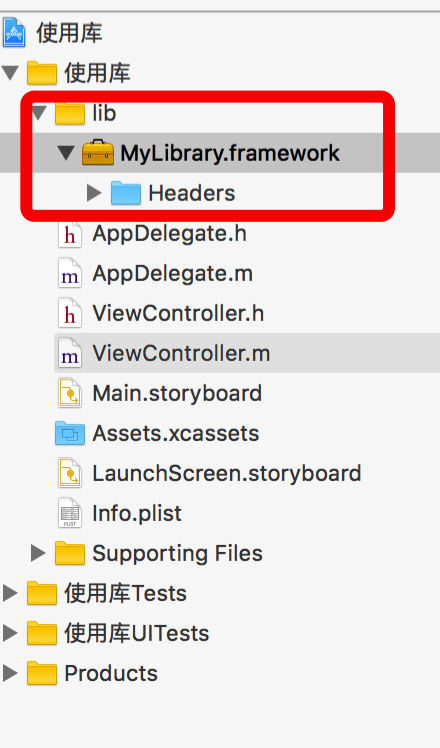 使用库
使用库
lib
MyLibrary.framework
Headers
h AppDelegate.h
m AppDelegate.m
h ViewController.h
m ViewController.m
Main.storyboard
Assets.xcassets
LaunchScreen.storyboard
PLIST Info.plist
Supporting Files
使用库Tests
使用库UITests
Products